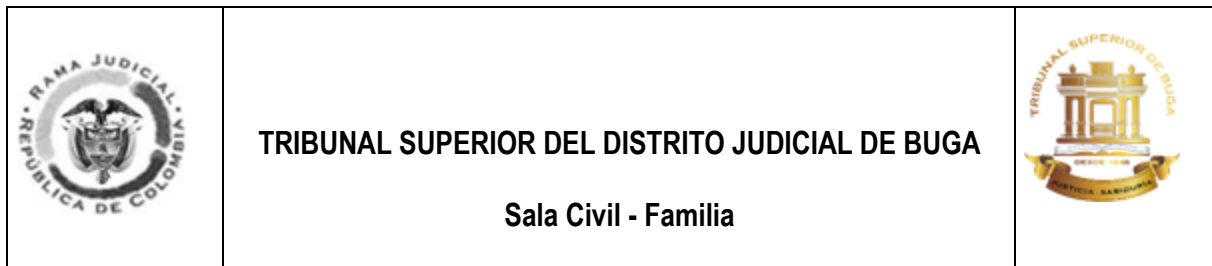 RAMA JUDICIAL
REPÚBLICA DE COLOMBIA
TRIBUNAL SUPERIOR DEL DISTRITO JUDICIAL DE BUGA
Sala Civil - Familia
TRIBUNAL SUPERIOR DE BUGA
JUSTICIA - SABIDURÍA